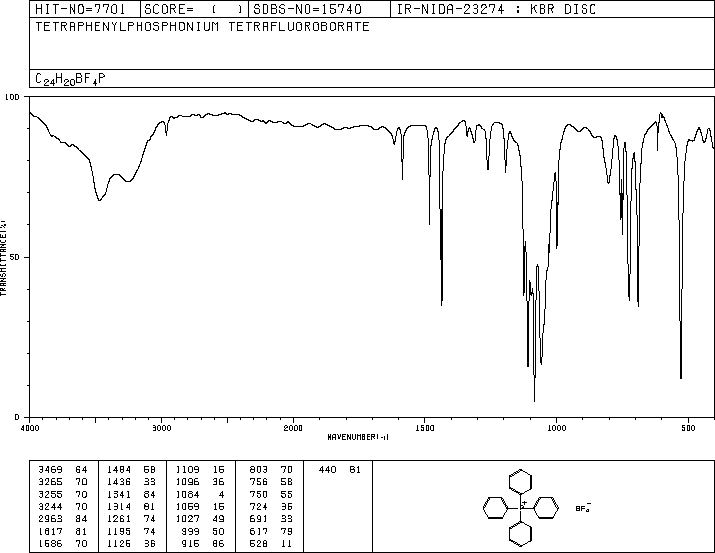 HIT-NO=7701 SCORE= ( ) SDBS-NO=15740 IR-NIDA-23274 : KBR DISC
TETRAPHENYLPHOSPHONIUM TETRAFLUOROBORATE
C24H20BF4P
100
50
0
TRANSMITTANCE(%)
4000 3000 2000 1500 1000 500
WAVENUMBER(-1)
3469 64 1484 58 1109 15 803 70 440 81
3265 70 1436 33 1096 36 756 58
3255 70 1341 84 1084 4 750 55
3244 70 1314 81 1059 15 724 36
2963 84 1261 74 1027 49 691 33
1617 81 1195 74 999 50 617 79
1586 70 1126 36 915 86 528 11
P+
BF4−